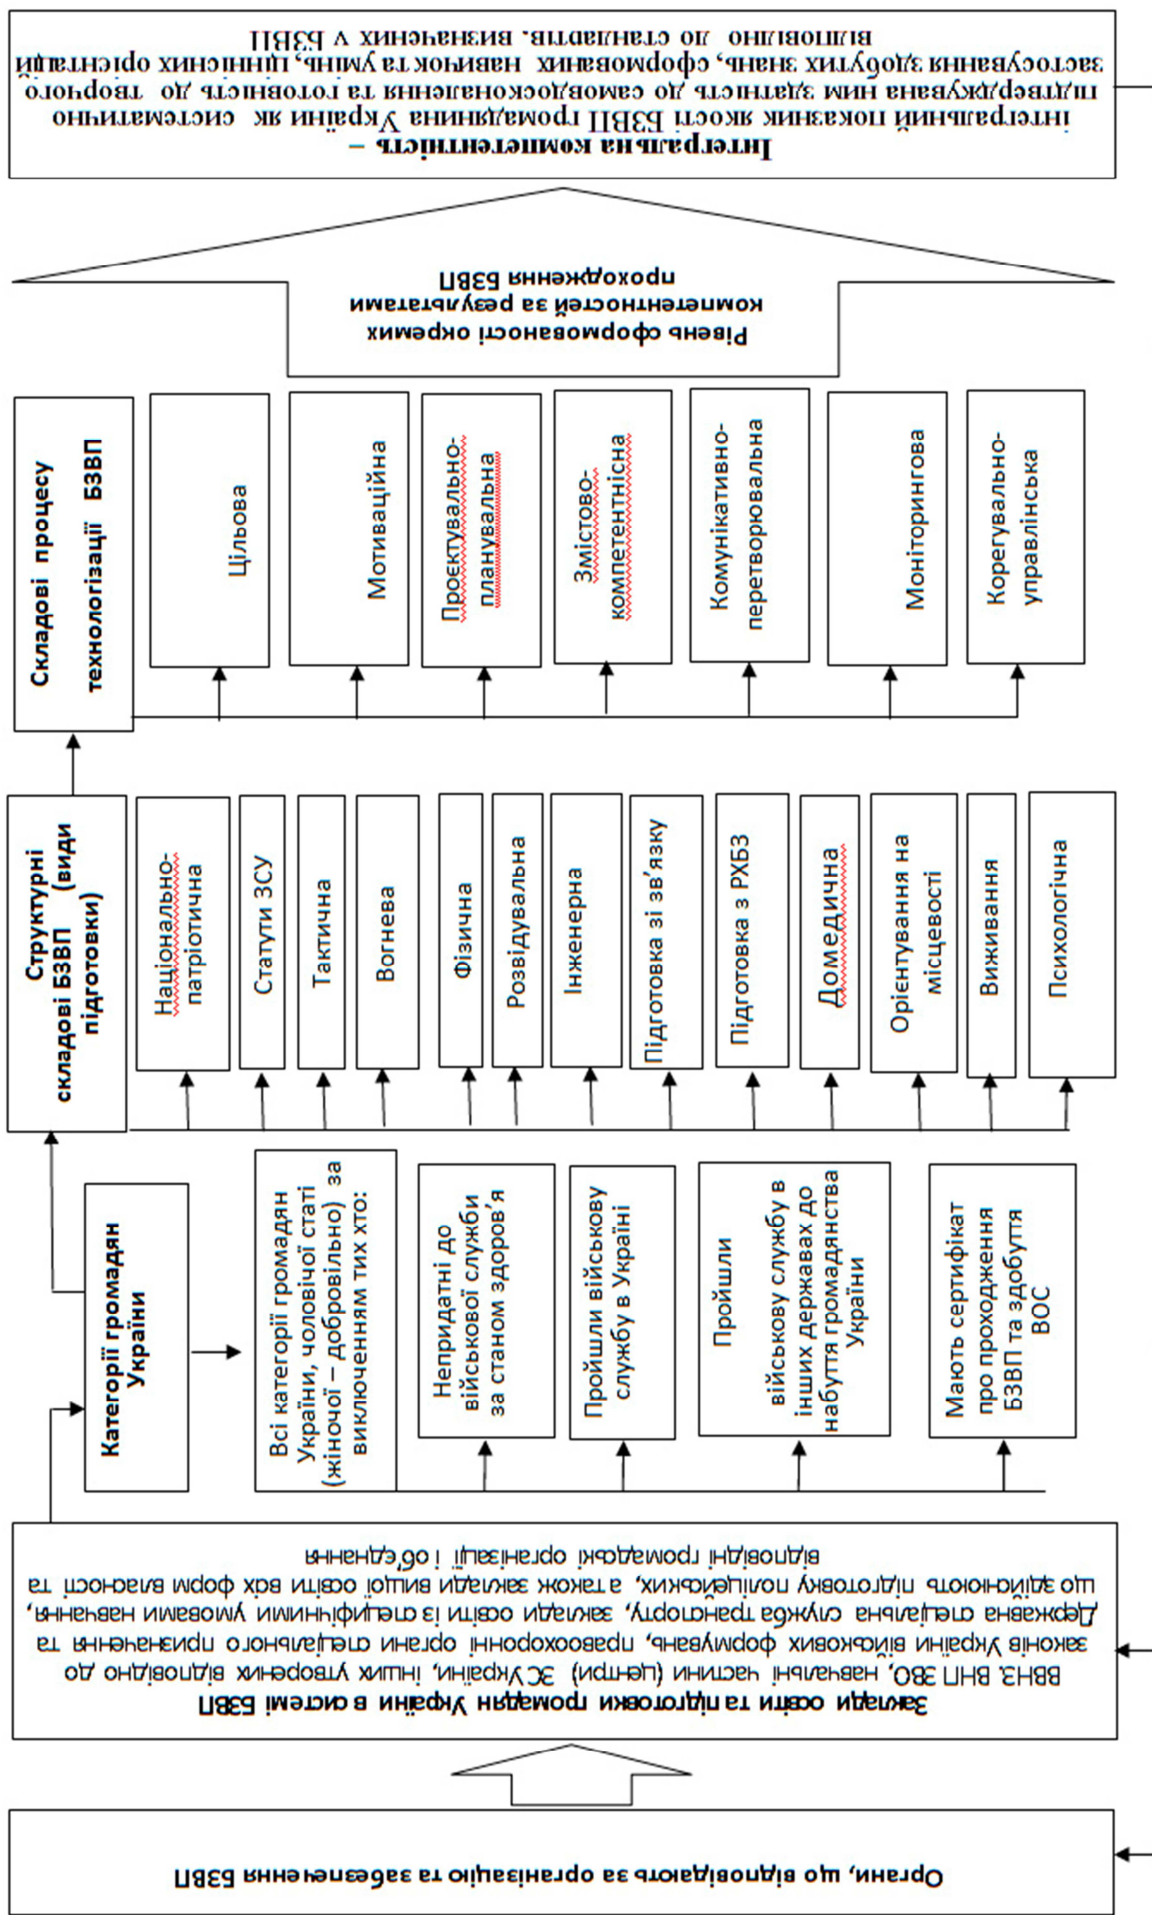 Органи, що відповідають за організацію та забезпечення БЗВП
Заклади освіти та підготовки громадян України в системі БЗВП
ВВНЗ, ВНП ЗВО, навчальні частини (центри) ЗС України, інших утворених відповідно до
законів України військових формувань, правоохоронні органи спеціального призначення та
Державна спеціальна служба транспорту, заклади освіти із специфічними умовами навчання,
що здійснюють підготовку поліцейських, а також заклади вищої освіти всіх форм власності та
відповідні громадські організації і об'єднання
Категорії громадян
України
Всі категорії громадян
України, чоловічої статі
(жіночої – добровільно) за
виключенням тих хто:
Непридатні до
військової служби
за станом здоров'я
Пройшли військову
службу в Україні
Пройшли
військову службу в
інших державах до
набуття громадянства
України
Мають сертифікат
про проходження
БЗВП та здобуття
ВОС
Структурні
складові БЗВП (види
підготовки)
Національно-
патріотична
Статути ЗСУ
Тактична
Вогнева
Фізична
Розвідувальна
Інженерна
Підготовка зі зв'язку
Підготовка з РХБЗ
Домедична
Орієнтування на
місцевості
Виживання
Психологічна
Складові процесу
технологізації БЗВП
Цільова
Мотиваційна
Проєктувально-
планувальна
Змістово-
компетентнісна
Комунікативно-
перетворювальна
Моніторингова
Корегувально-
управлінська
Рівень сформованості окремих
компетентностей за результатами
проходження БЗВП
Інтегральна компетентність –
інтегральний показник якості БЗВП громадянина України як систематично
підтверджувана ним здатність до самовдосконалення та готовність до творчого
застосування здобутих знань, сформованих навичок та умінь, ціннісних орієнтацій
відповідно до стандартів, визначених у БЗВП